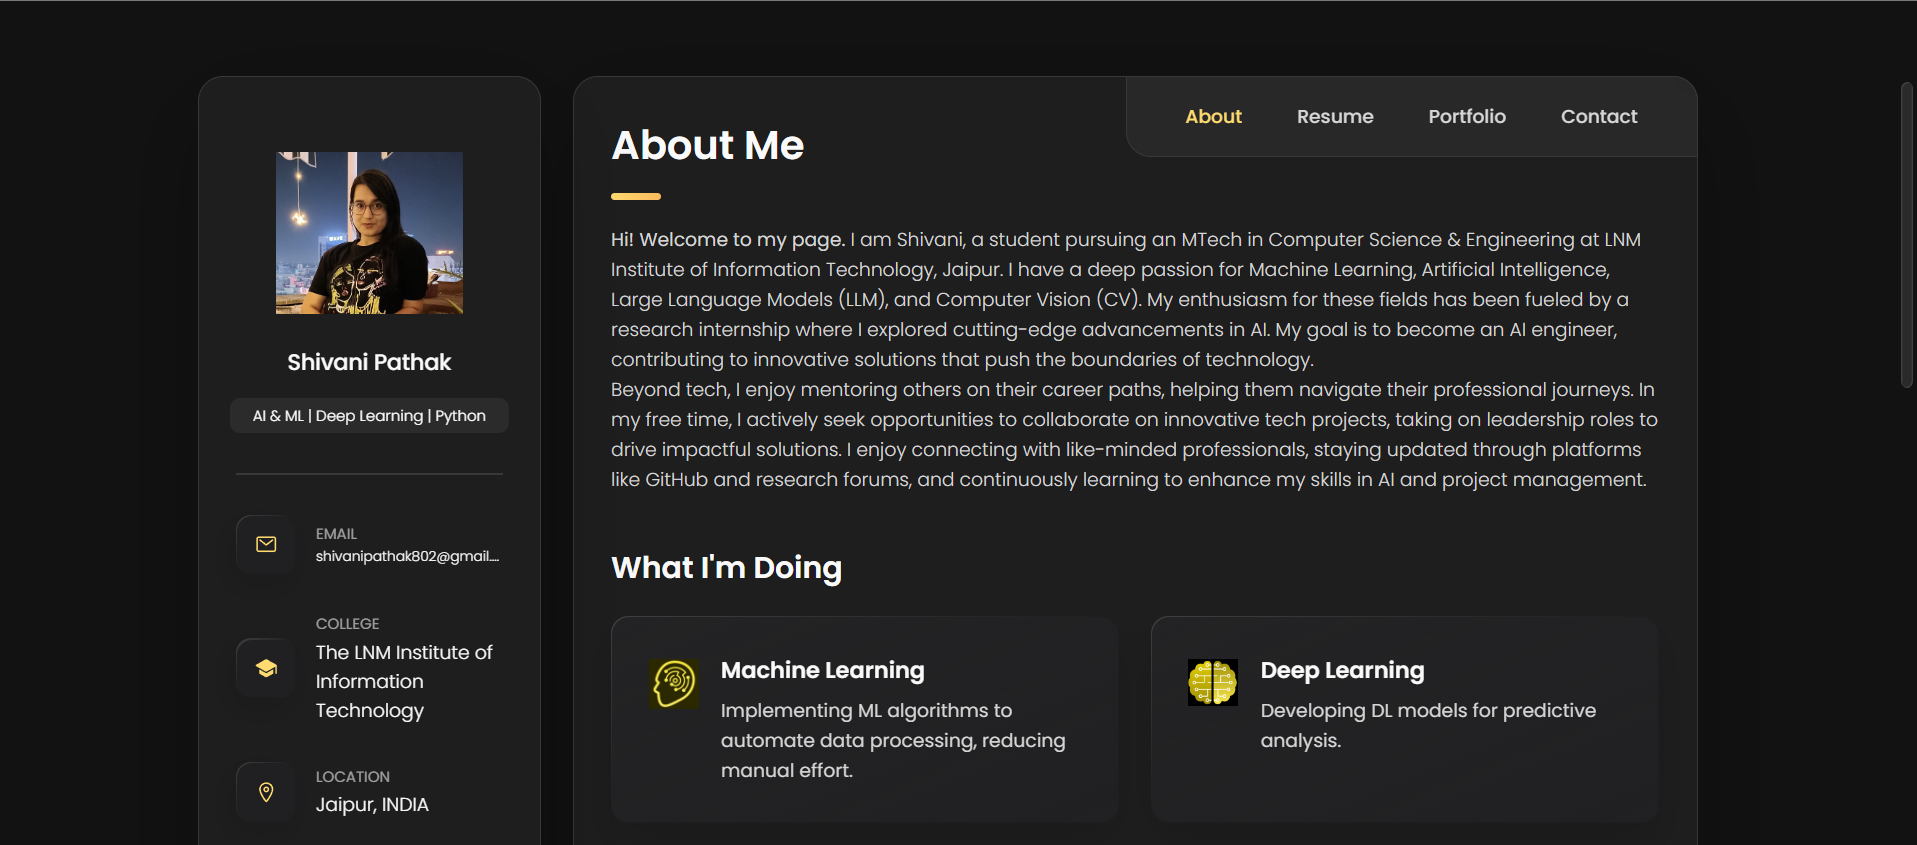 About
Resume
Portfolio
Contact
About Me
Hi! Welcome to my page. I am Shivani, a student pursuing an MTech in Computer Science & Engineering at LNM
Institute of Information Technology, Jaipur. I have a deep passion for Machine Learning, Artificial Intelligence,
Large Language Models (LLM), and Computer Vision (CV). My enthusiasm for these fields has been fueled by a
research internship where I explored cutting-edge advancements in AI. My goal is to become an AI engineer,
contributing to innovative solutions that push the boundaries of technology.
Beyond tech, I enjoy mentoring others on their career paths, helping them navigate their professional journeys. In
my free time, I actively seek opportunities to collaborate on innovative tech projects, taking on leadership roles to
drive impactful solutions. I enjoy connecting with like-minded professionals, staying updated through platforms
like GitHub and research forums, and continuously learning to enhance my skills in AI and project management.
Shivani Pathak
AI & ML | Deep Learning | Python
EMAIL
shivanipathak802@gmail...
COLLEGE
The LNM Institute of
Information
Technology
LOCATION
Jaipur, INDIA
What I'm Doing
Machine Learning
Implementing ML algorithms to
automate data processing, reducing
manual effort.
Deep Learning
Developing DL models for predictive
analysis.